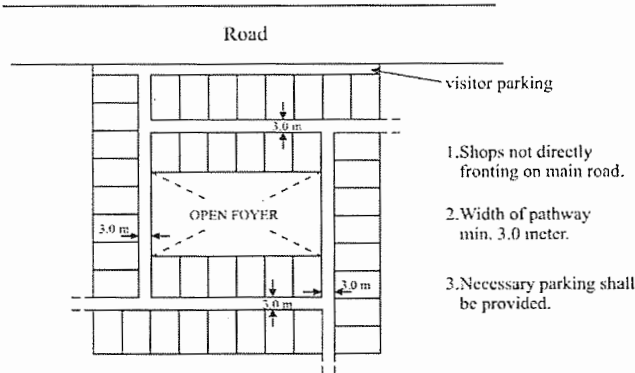 Road
visitor parking
3.0 m
1.Shops not directly
fronting on main road.
OPEN FOYER
2.Width of pathway
min. 3.0 meter.
3.0 m
3.0 m
3.0 m
3.Necessary parking shall
be provided.